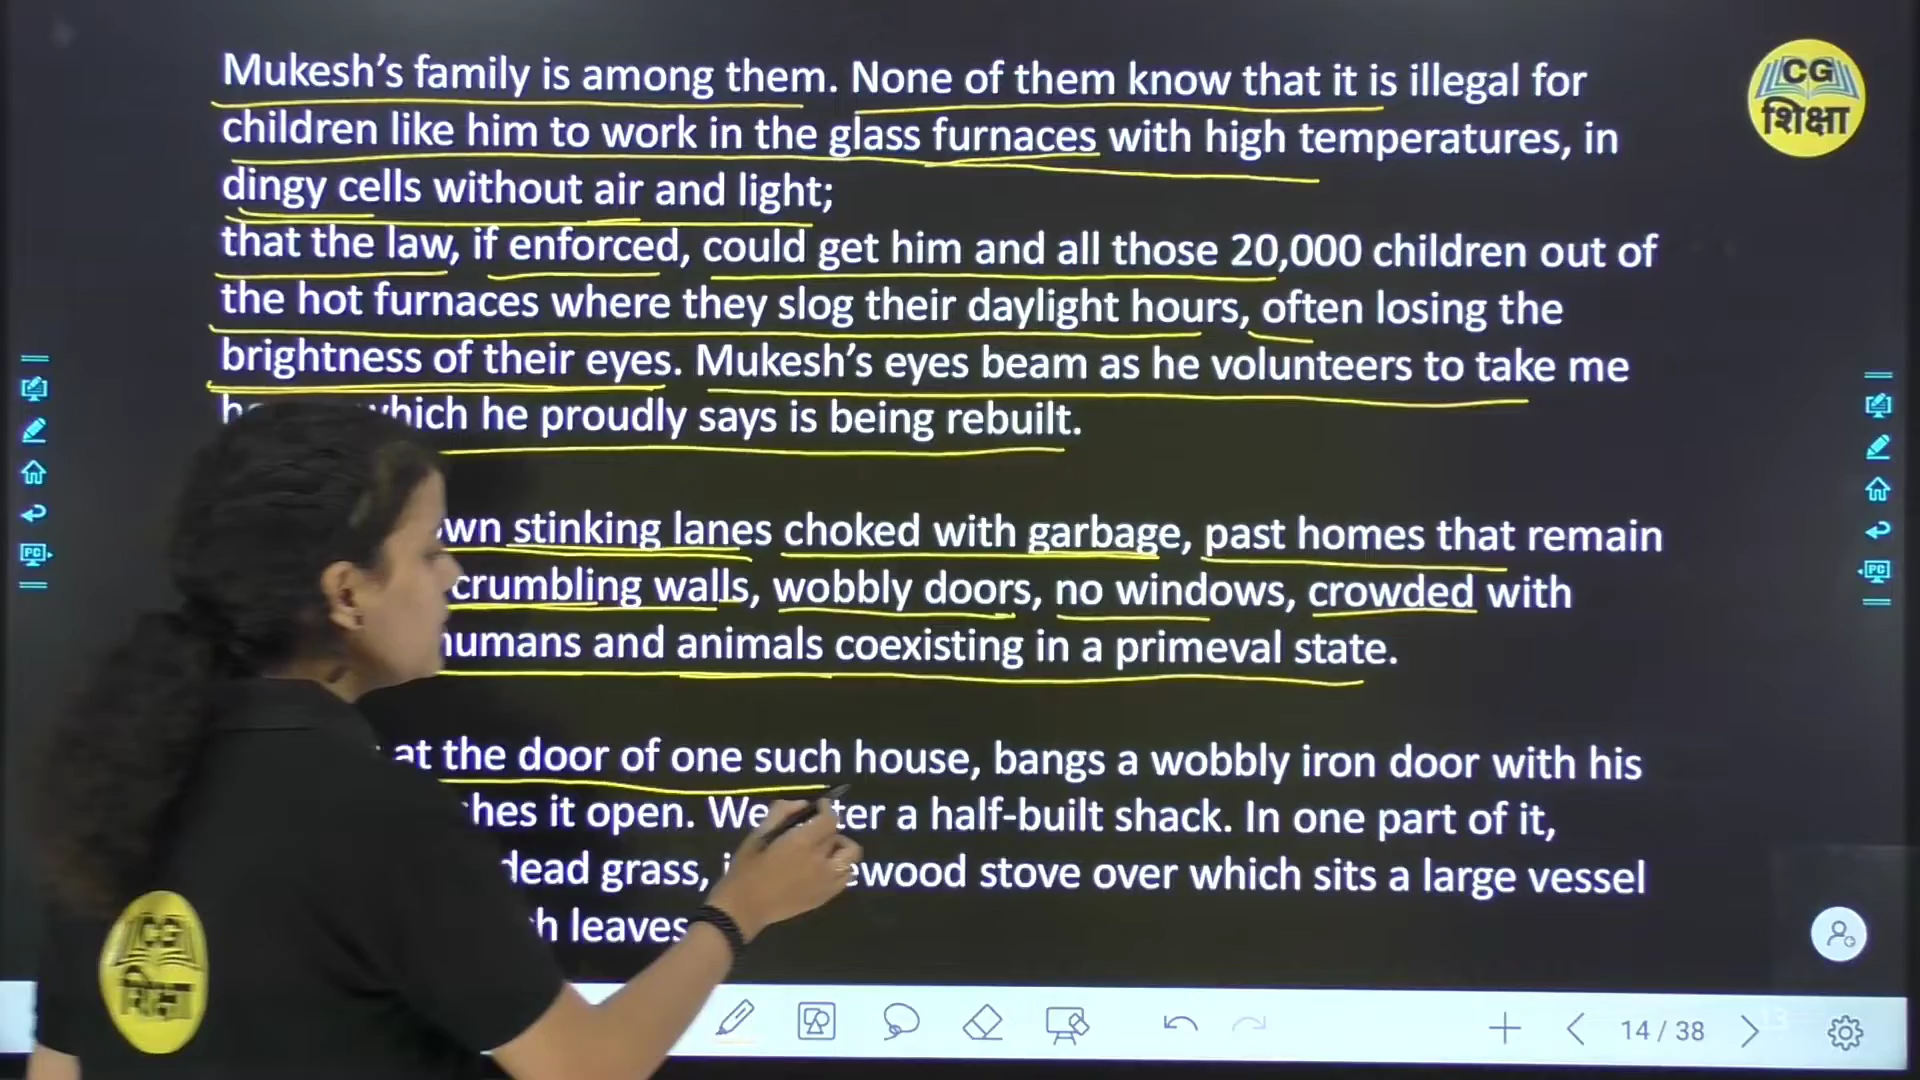 Mukesh's family is among them. None of them know that it is illegal for
children like him to work in the glass furnaces with high temperatures, in
dingy cells without air and light;
that the law, if enforced, could get him and all those 20,000 children out of
the hot furnaces where they slog their daylight hours, often losing the
brightness of their eyes. Mukesh's eyes beam as he volunteers to take me
which he proudly says is being rebuilt.
stinking lanes choked with garbage, past homes that remain
crumbling walls, wobbly doors, no windows, crowded with
humans and animals coexisting in a primeval state.
at the door of one such house, bangs a wobbly iron door with his
it open. We a half-built shack. In one part of it,
dead grass, stove over which sits a large vessel
leaves
CG
शिक्षा
CG
शिक्षा
PC
PC
14 / 38
13